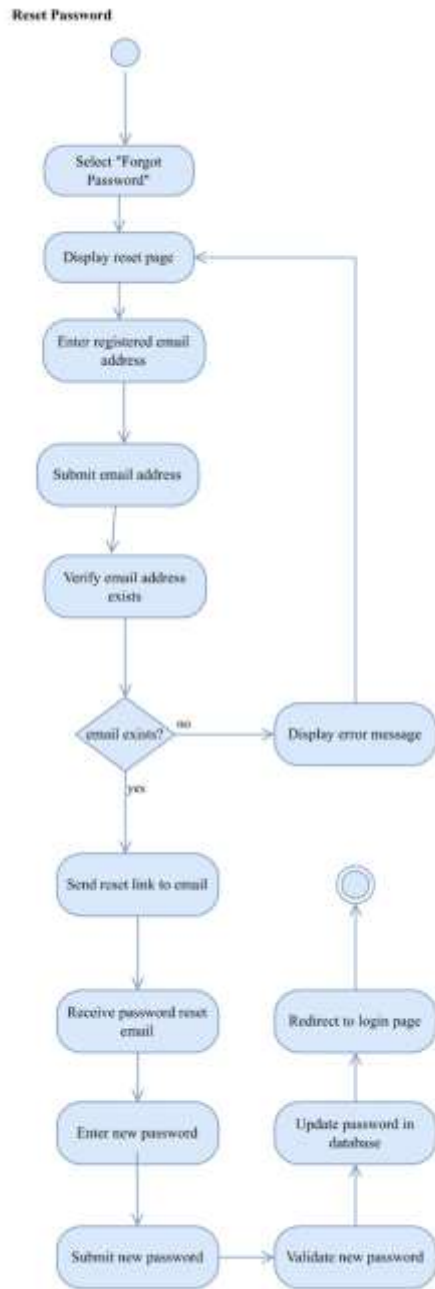 Reset Password
Select "Forgot
Password"
Display reset page
Enter registered email
address
Submit email address
Verify email address
exists
email exists?
no
Display error message
yes
Send reset link to email
Receive password reset
email
Redirect to login page
Enter new password
Update password in
database
Submit new password
Validate new password